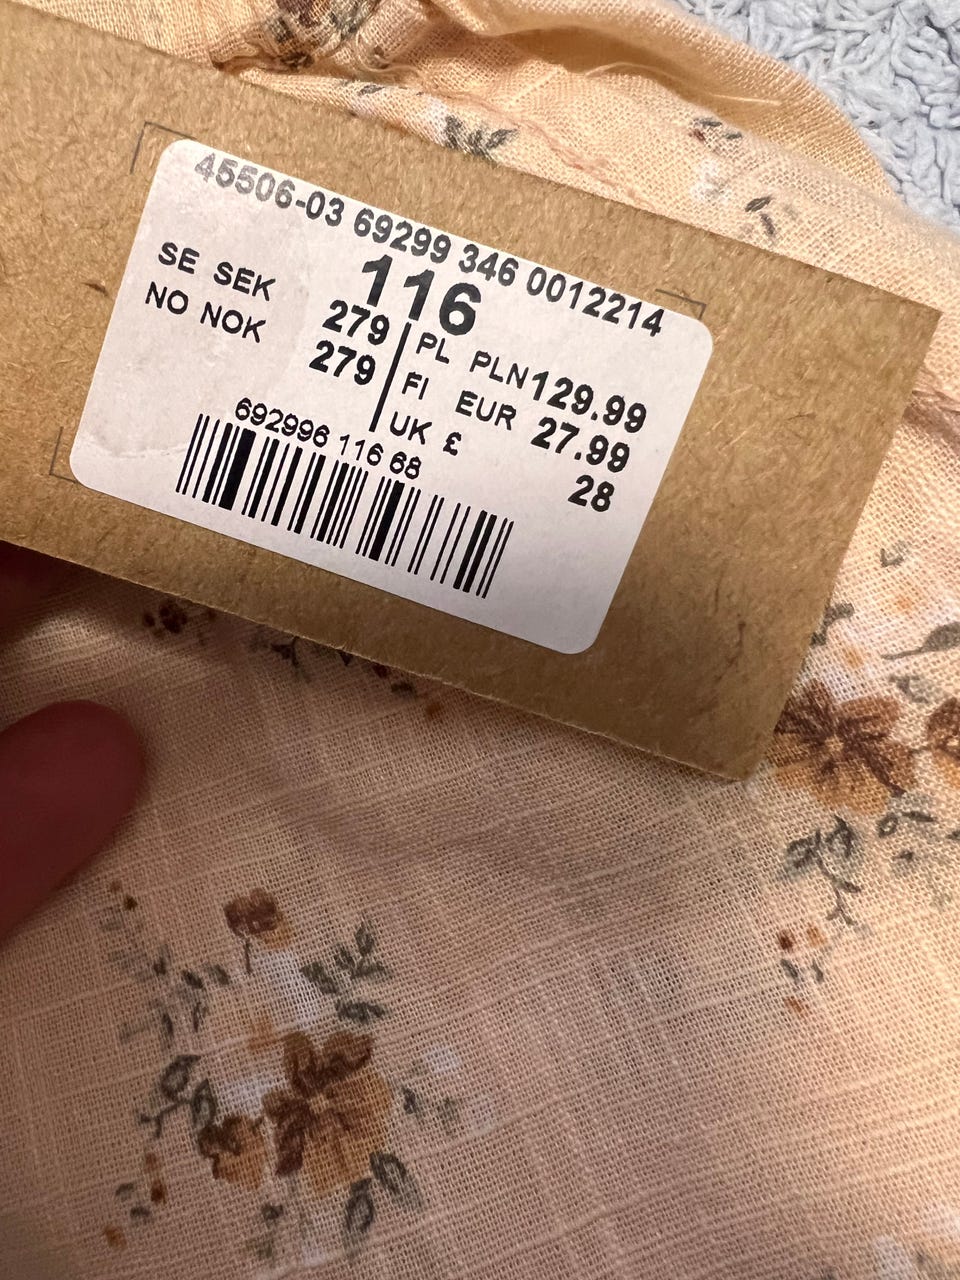 45506-03 69299 346 0012214
116
SE SEK 279
NO NOK 279
PL PLN129.99
FI EUR 27.99
UK £ 28
692996 116 68